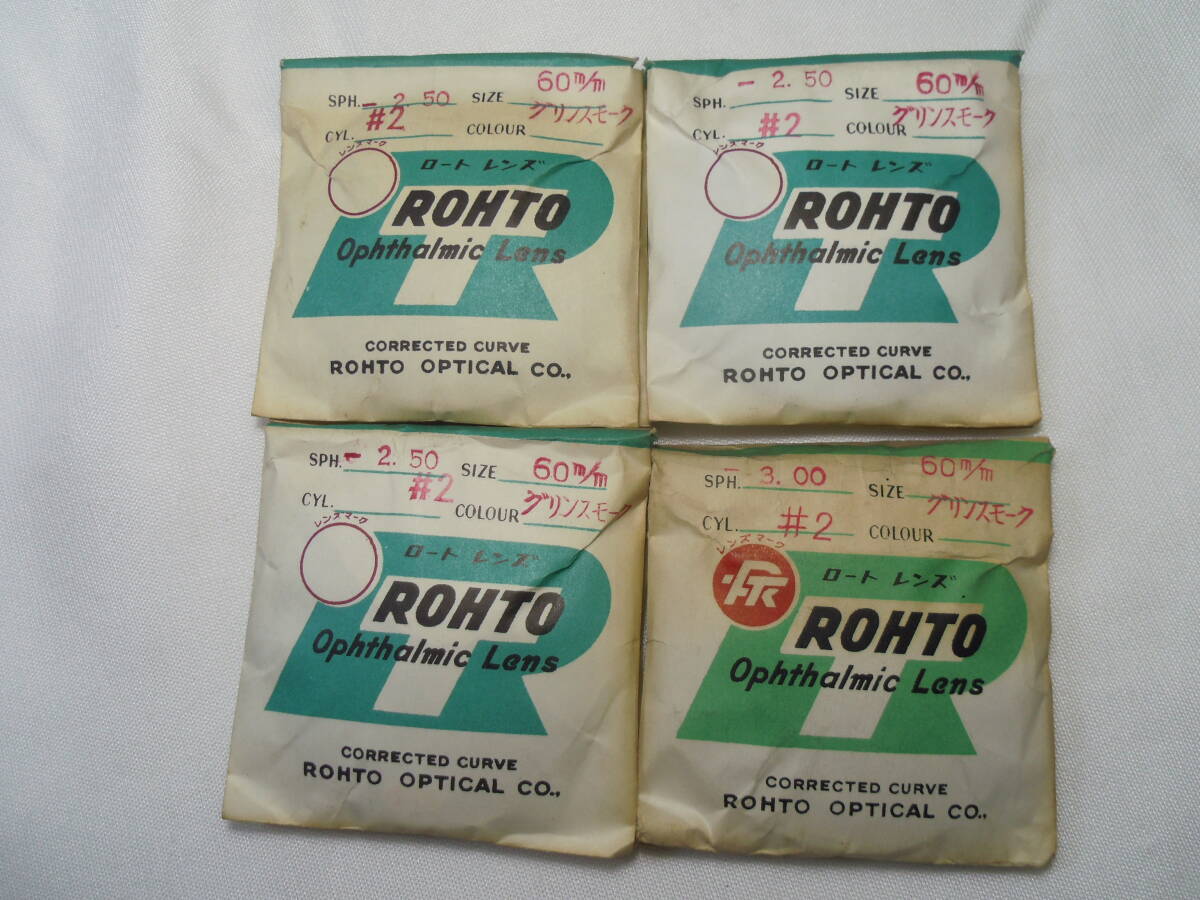 SPH. - 2.50 SIZE 60 m/m
CYL. #2 COLOUR グリンスモーク
レンズマーク
ロート レンズ
ROHTO
Ophthalmic Lens
CORRECTED CURVE
ROHTO OPTICAL CO.,
SPH. - 2.50 SIZE 60 m/m
CYL. #2 COLOUR グリンスモーク
レンズマーク
ロート レンズ
ROHTO
Ophthalmic Lens
CORRECTED CURVE
ROHTO OPTICAL CO.,
SPH. - 2.50 SIZE 60 m/m
CYL. #2 COLOUR グリンスモーク
レンズマーク
ロート レンズ
ROHTO
Ophthalmic Lens
CORRECTED CURVE
ROHTO OPTICAL CO.,
SPH. - 3.00 SIZE 60 m/m
CYL. #2 COLOUR グリンスモーク
レンズマーク
ロート レンズ
ROHTO
Ophthalmic Lens
CORRECTED CURVE
ROHTO OPTICAL CO.,